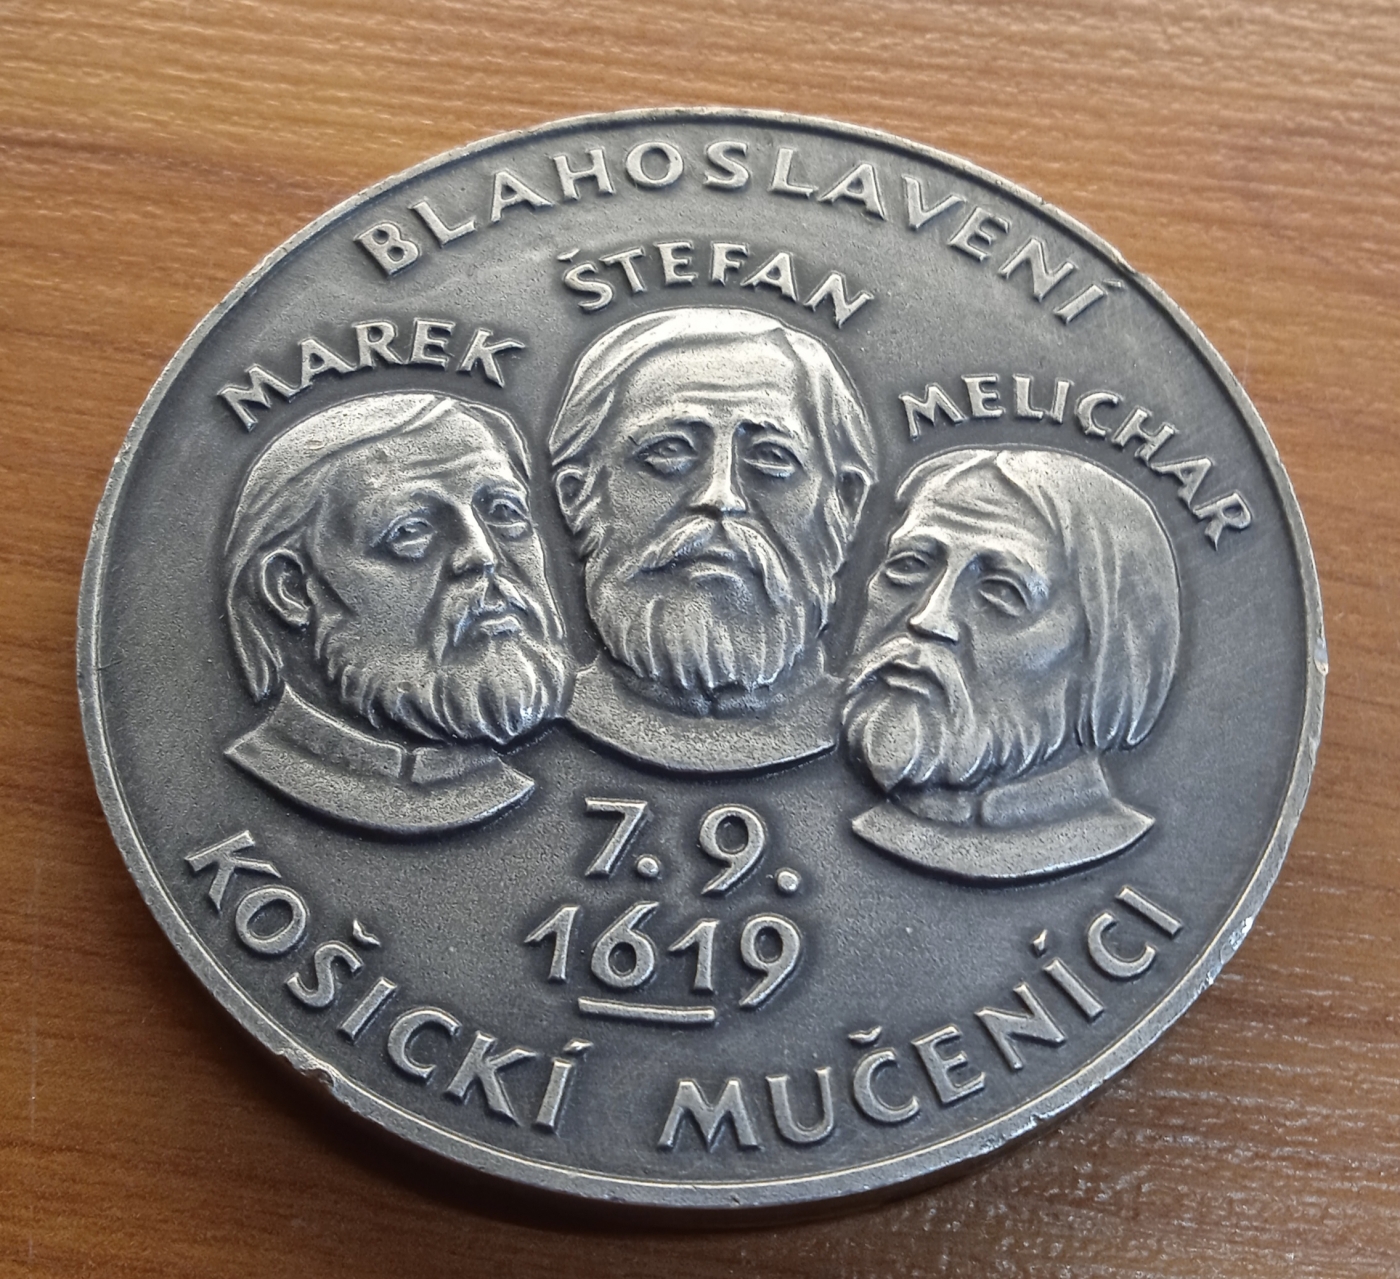 BLAHOSLAVENÍ
ŠTEFAN
MAREK
MELICHAR
7. 9.
1619
KOŠICKÍ MUČENÍCI